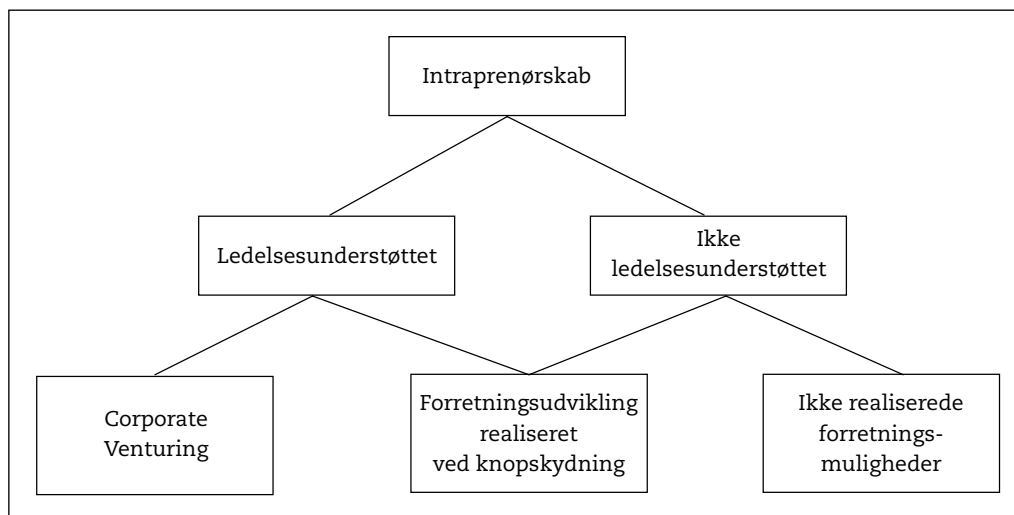 Intraprenørskab
Ledelsesunderstøttet
Ikke
ledelsesunderstøttet
Corporate
Venturing
Forretningsudvikling
realiseret
ved knopskydning
Ikke realiserede
forretnings-
muligheder